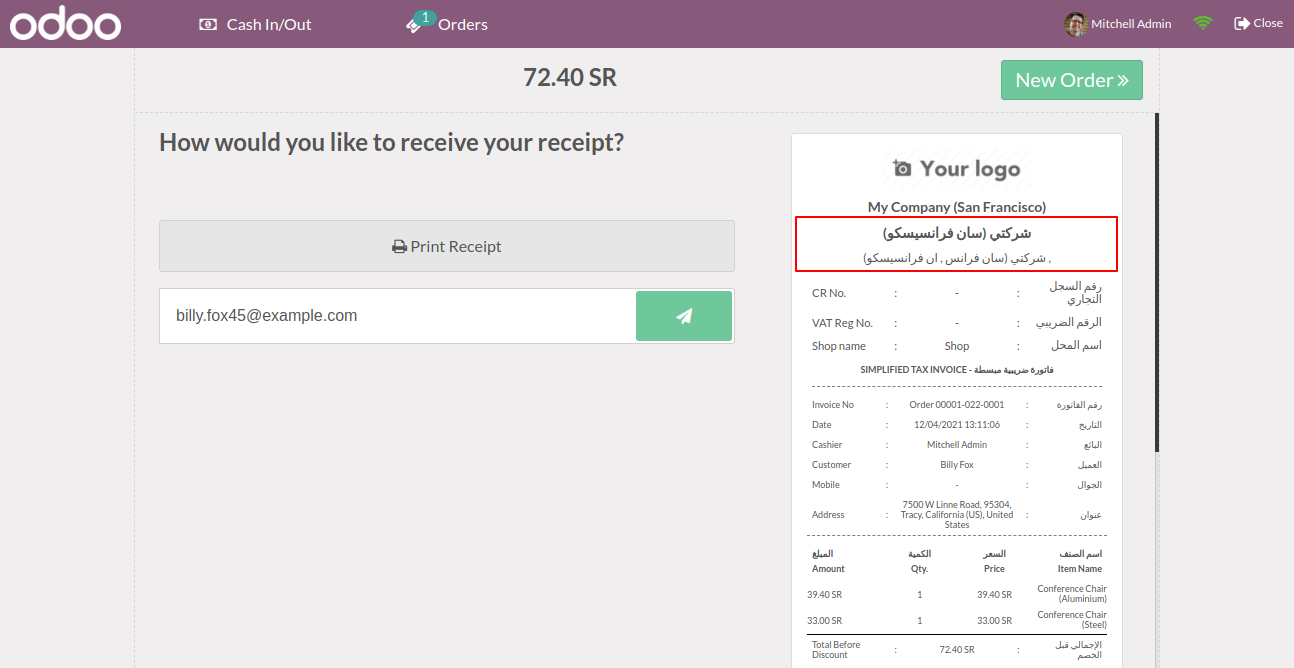 odoo
Cash In/Out
1
Orders
Mitchell Admin
Close
72.40 SR
New Order »
How would you like to receive your receipt?
Print Receipt
billy.fox45@example.com
Your logo
My Company (San Francisco)
شركتي (سان فرانسيسكو)
, شركتي (سان فرانس , ان فرانسيسكو)
CR No. : - : رقم السجل التجاري
VAT Reg No. : - : الرقم الضريبي
Shop name : Shop : اسم المحل
SIMPLIFIED TAX INVOICE - فاتورة ضريبية مبسطة
Invoice No : Order 00001-022-0001 : رقم الفاتورة
Date : 12/04/2021 13:11:06 : التاريخ
Cashier : Mitchell Admin : البائع
Customer : Billy Fox : العميل
Mobile : - : الجوال
Address : 7500 W Linne Road, 95304, Tracy, California (US), United States : عنوان
المبلغ الكمية السعر اسم الصنف
Amount Qty. Price Item Name
39.40 SR 1 39.40 SR Conference Chair (Aluminium)
33.00 SR 1 33.00 SR Conference Chair (Steel)
Total Before Discount : 72.40 SR : الإجمالي قبل الخصم